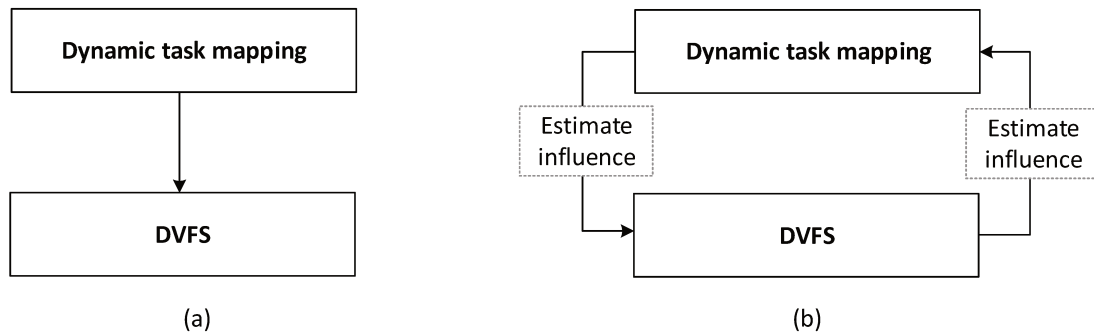 Dynamic task mapping
DVFS
(a)
Dynamic task mapping
Estimate
influence
Estimate
influence
DVFS
(b)